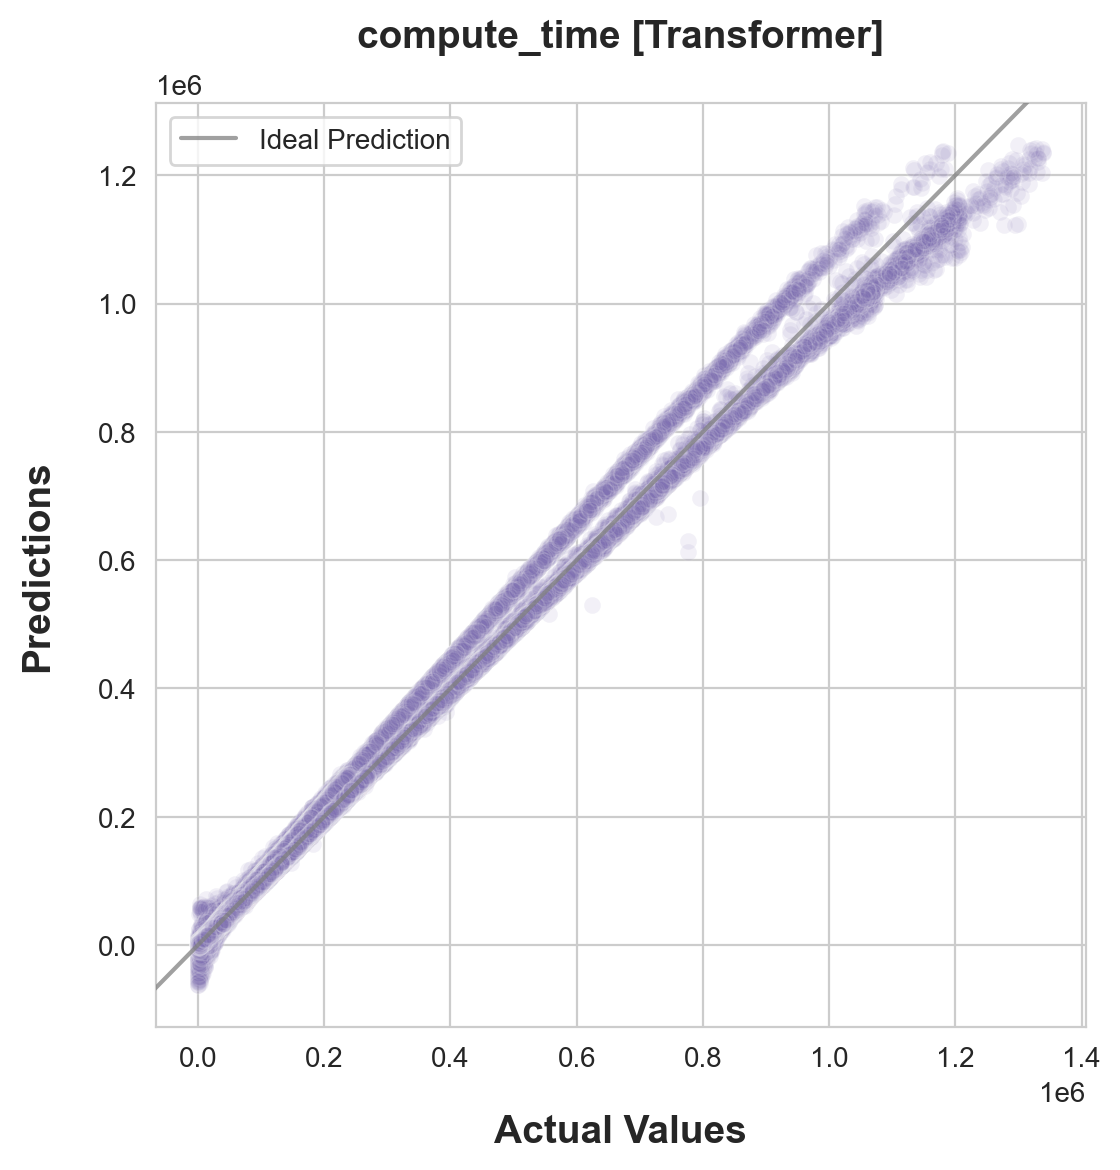 compute_time [Transformer]
1e6
Ideal Prediction
1.2
1.0
0.8
0.6
0.4
0.2
0.0
Predictions
0.0 0.2 0.4 0.6 0.8 1.0 1.2 1.4
1e6
Actual Values